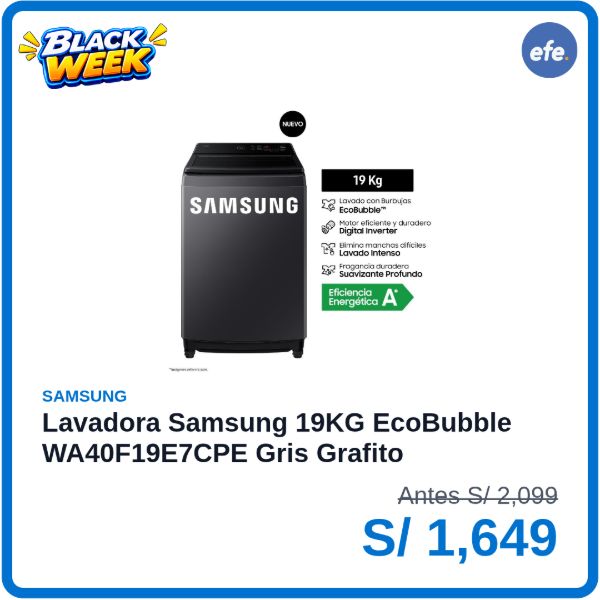 BLACK
WEEK
efe.
NUEVO
SAMSUNG
19 Kg
Lavado con Burbujas
EcoBubble™
Motor eficiente y duradero
Digital Inverter
Elimina manchas difíciles
Lavado Intenso
Fragancia duradera
Suavizante Profundo
Eficiencia
Energética A*
SAMSUNG
Lavadora Samsung 19KG EcoBubble
WA40F19E7CPE Gris Grafito
Antes S/ 2,099
S/ 1,649